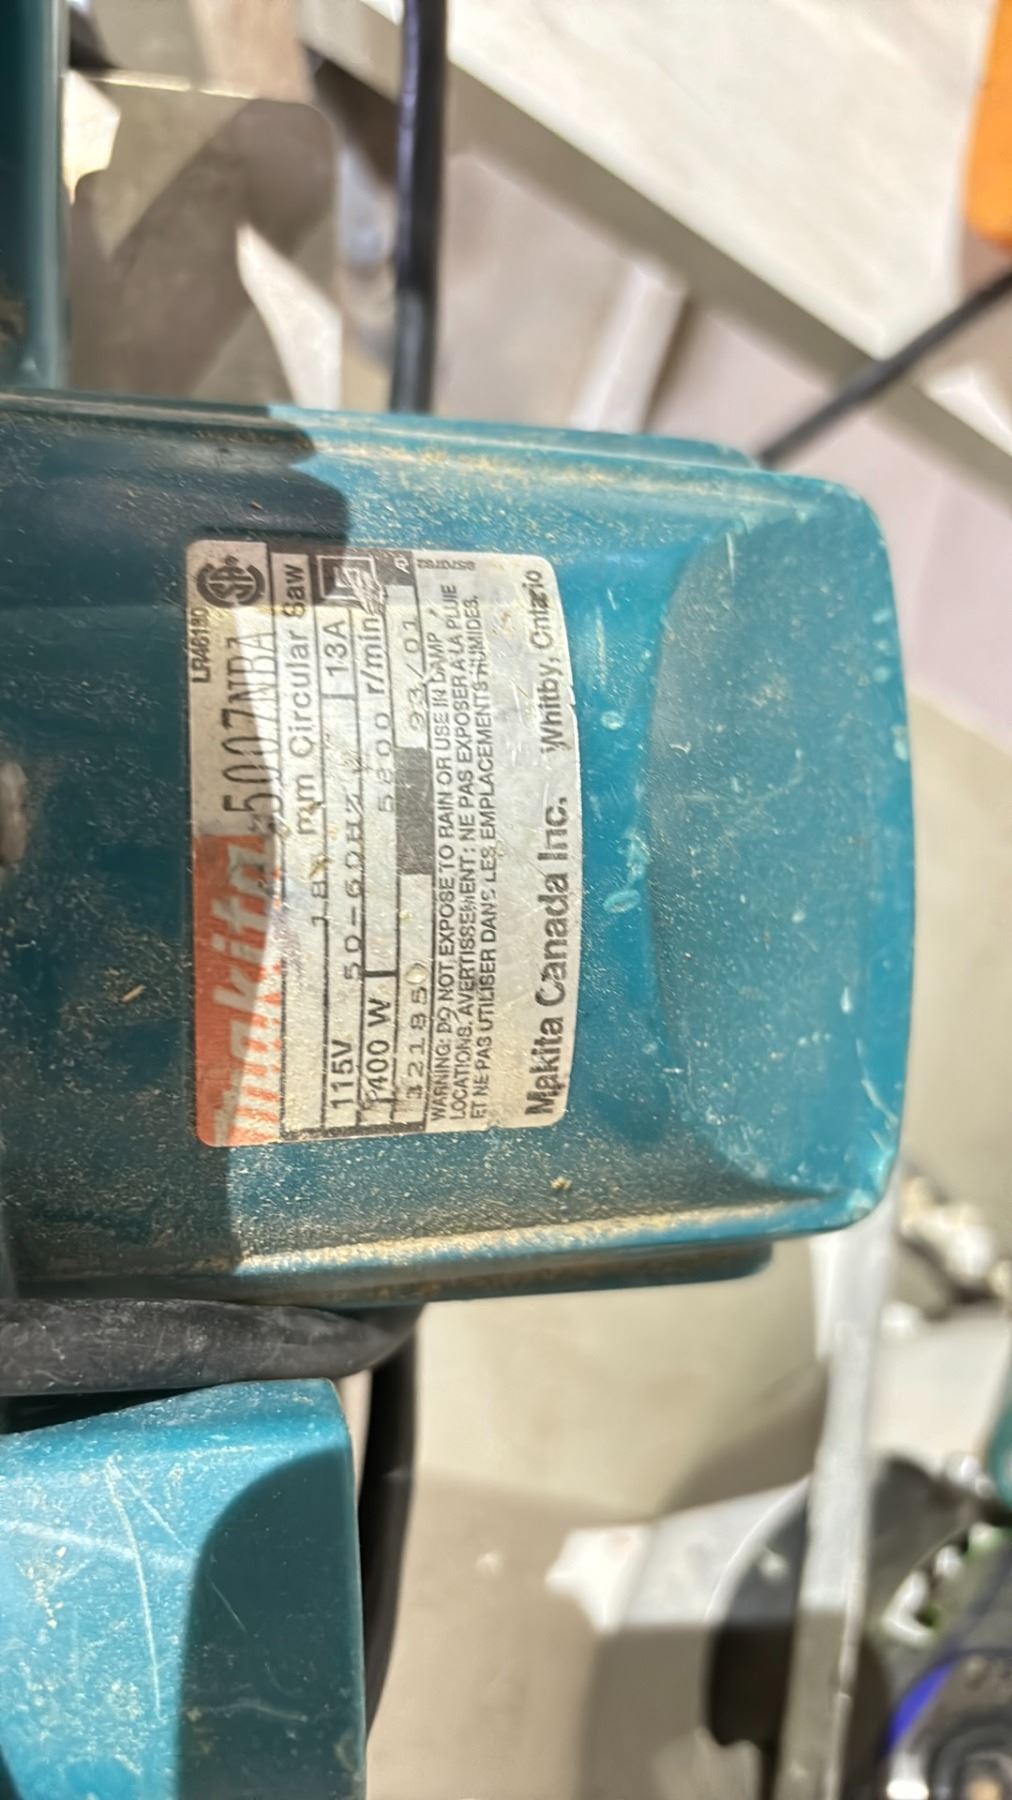 LR46180
makita 5007NBA
mm Circular Saw
115V 50-60Hz 13A
1400 W 5800 r/min
321850 93/01
WARNING: DO NOT EXPOSE TO RAIN OR USE IN DAMP
LOCATIONS. AVERTISSEMENT: NE PAS EXPOSER A LA PLUIE
ET NE PAS UTILISER DANS LES EMPLACEMENTS HUMIDES.
Makita Canada Inc. Whitby, Ontario